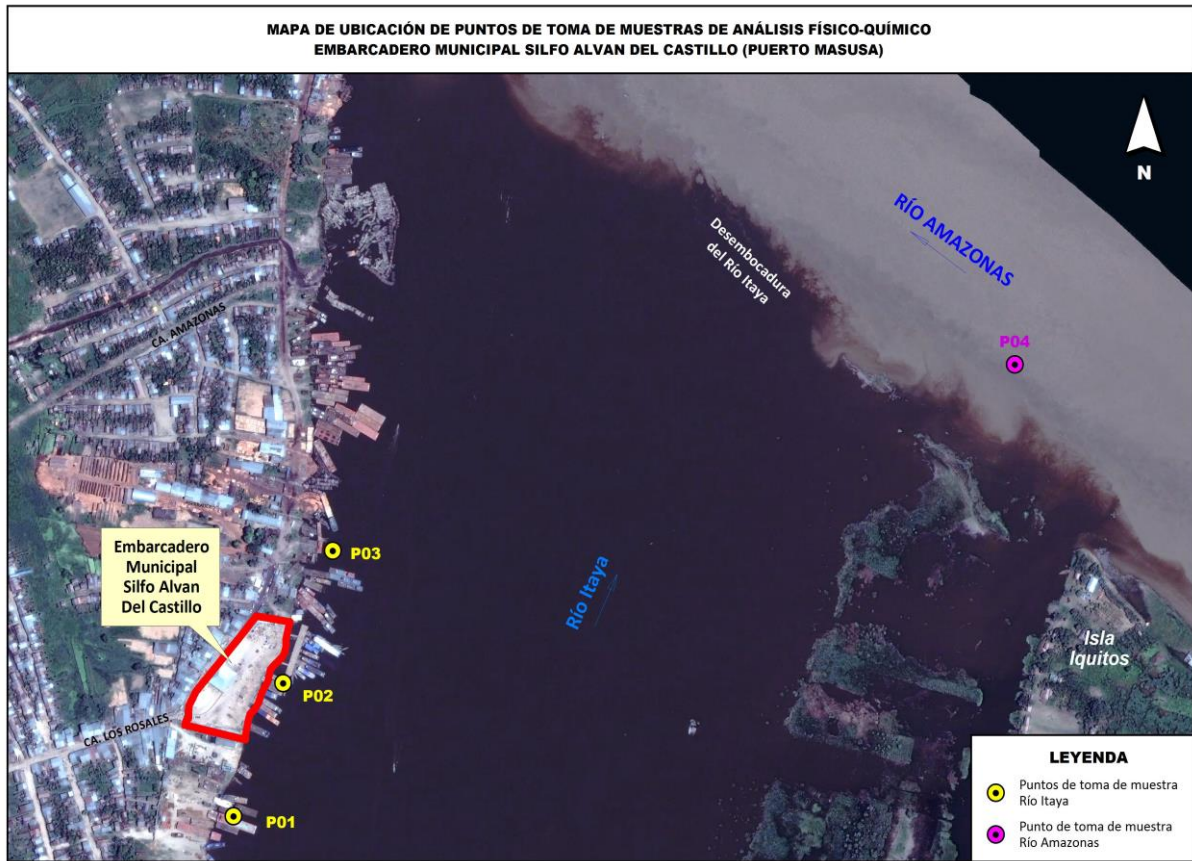 MAPA DE UBICACIÓN DE PUNTOS DE TOMA DE MUESTRAS DE ANÁLISIS FÍSICO-QUÍMICO
EMBARCADERO MUNICIPAL SILFO ALVAN DEL CASTILLO (PUERTO MASUSA)
N
RÍO AMAZONAS
Desembocadura
del Río Itaya
CA. AMAZONAS
P04
Embarcadero
Municipal
Silfo Alvan
Del Castillo
P03
Río Itaya
Isla
Iquitos
P02
CA. LOS ROSALES.
P01
LEYENDA
Puntos de toma de muestra
Río Itaya
Punto de toma de muestra
Río Amazonas